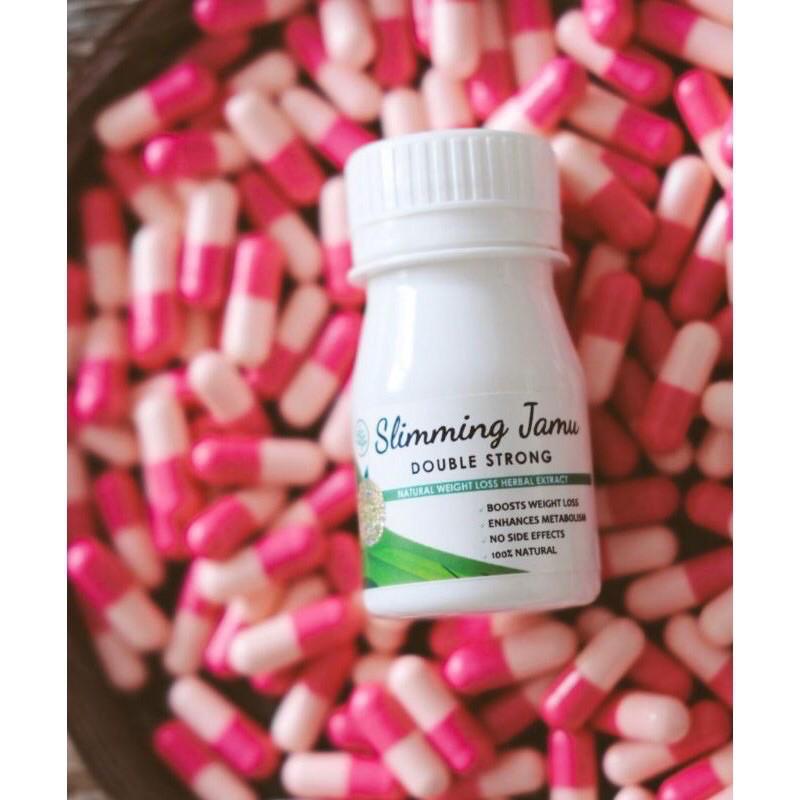 Slimming Jamu
DOUBLE STRONG
NATURAL WEIGHT LOSS HERBAL EXTRACT
BOOSTS WEIGHT LOSS
ENHANCES METABOLISM
NO SIDE EFFECTS
100% NATURAL